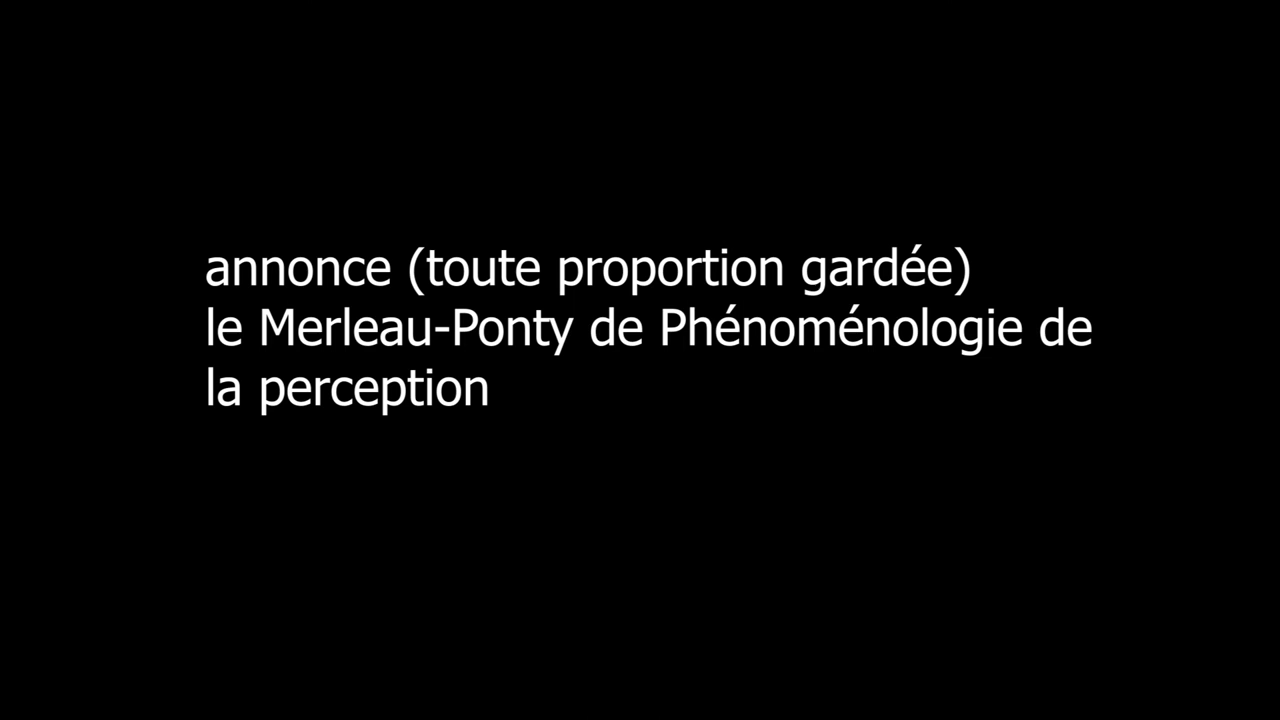 annonce (toute proportion gardée)
le Merleau-Ponty de Phénoménologie de
la perception